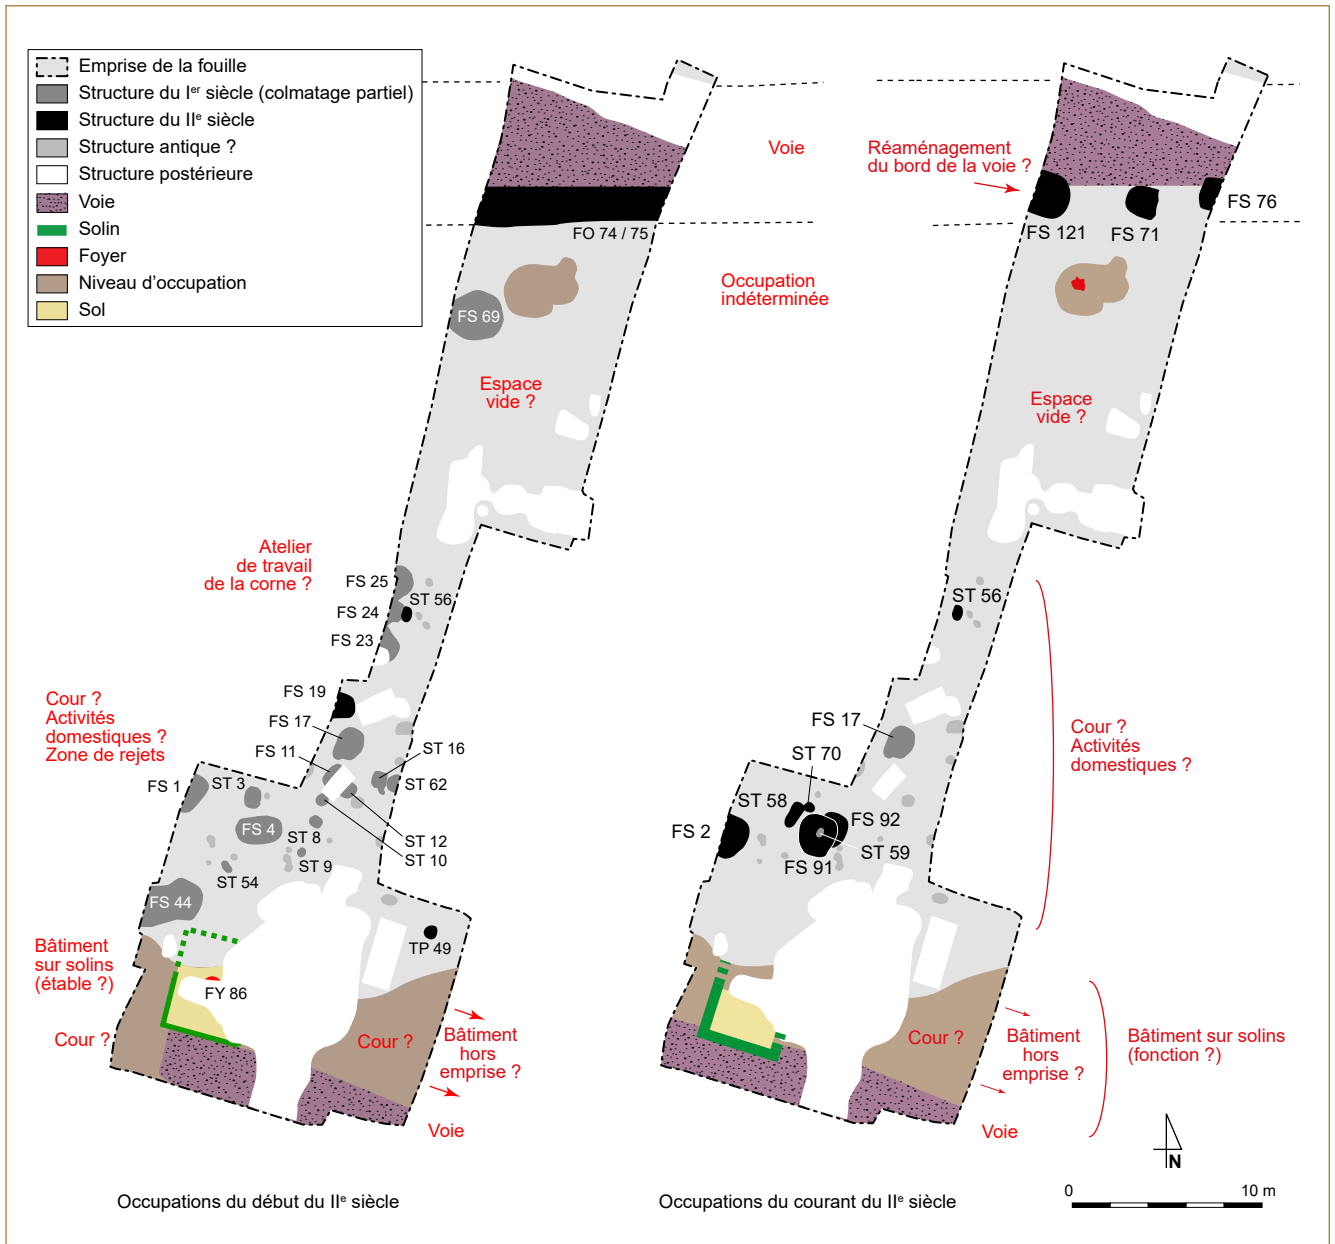 Emprise de la fouille
Structure du Ier siècle (colmatage partiel)
Structure du IIe siècle
Structure antique ?
Structure postérieure
Voie
Solin
Foyer
Niveau d’occupation
Sol
Voie
FO 74 / 75
Occupation
indéterminée
FS 69
Espace
vide ?
Atelier
de travail
de la corne ?
FS 25
FS 24
ST 56
FS 23
FS 19
Cour ?
Activités
domestiques ?
Zone de rejets
FS 17
FS 11
ST 16
FS 1
ST 3
ST 62
FS 4
ST 8
ST 12
ST 10
ST 9
ST 54
FS 44
TP 49
Bâtiment
sur solins
(étable ?)
FY 86
Cour ?
Cour ?
Bâtiment
hors
emprise ?
Voie
Occupations du début du IIe siècle
Réaménagement
du bord de la voie ?
FS 76
FS 121
FS 71
Espace
vide ?
ST 56
FS 17
Cour ?
Activités
domestiques ?
ST 70
ST 58
FS 2
FS 92
ST 59
FS 91
Cour ?
Bâtiment
hors
emprise ?
Bâtiment sur solins
(fonction ?)
Voie
N
Occupations du courant du IIe siècle
0
10 m